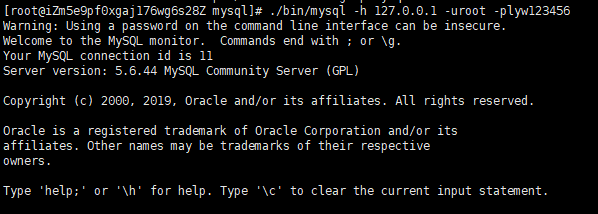 [root@iZm5e9pf0xgaj176wg6s28Z mysql]# ./bin/mysql -h 127.0.0.1 -uroot -plyw123456
Warning: Using a password on the command line interface can be insecure.
Welcome to the MySQL monitor.  Commands end with ; or \g.
Your MySQL connection id is 11
Server version: 5.6.44 MySQL Community Server (GPL)
Copyright (c) 2000, 2019, Oracle and/or its affiliates. All rights reserved.
Oracle is a registered trademark of Oracle Corporation and/or its
affiliates. Other names may be trademarks of their respective
owners.
Type 'help;' or '\h' for help. Type '\c' to clear the current input statement.